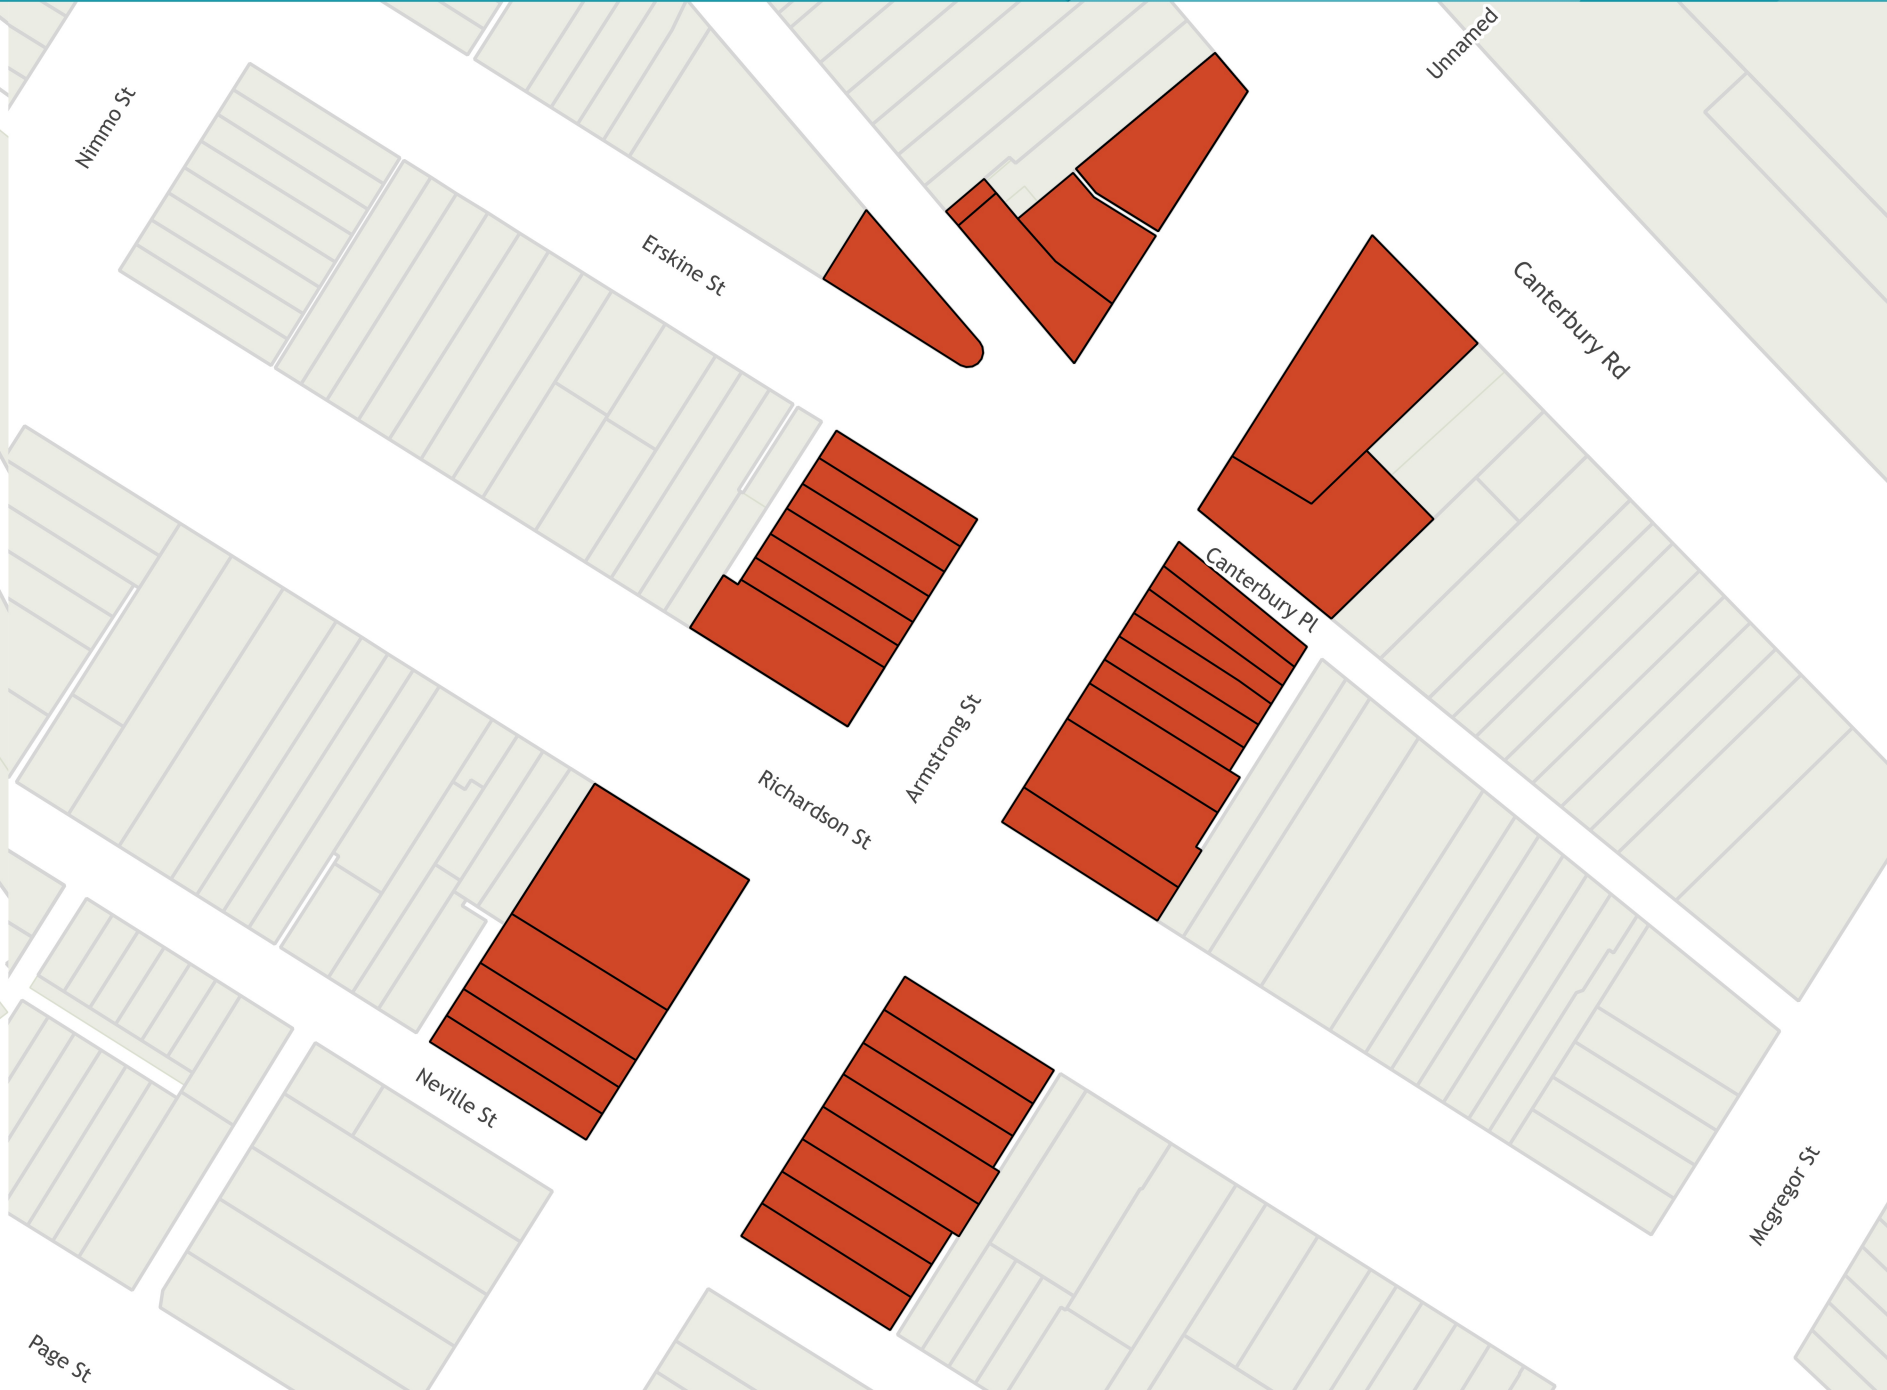 Unnamed
Nimmo St
Erskine St
Canterbury Rd
Canterbury Pl
Armstrong St
Richardson St
Neville St
Mcgregor St
Page St